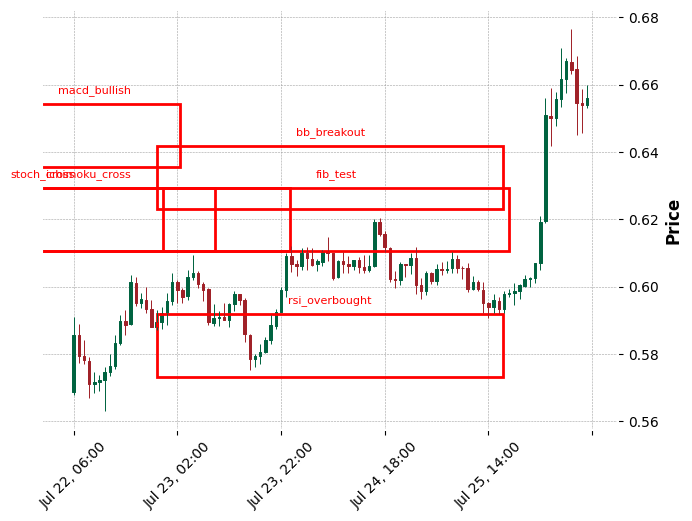 0.68
0.66
0.64
0.62
0.60
0.58
0.56
Price
macd_bullish
bb_breakout
fib_test
rsi_overbought
Jul 22, 06:00
Jul 23, 02:00
Jul 23, 22:00
Jul 24, 18:00
Jul 25, 14:00